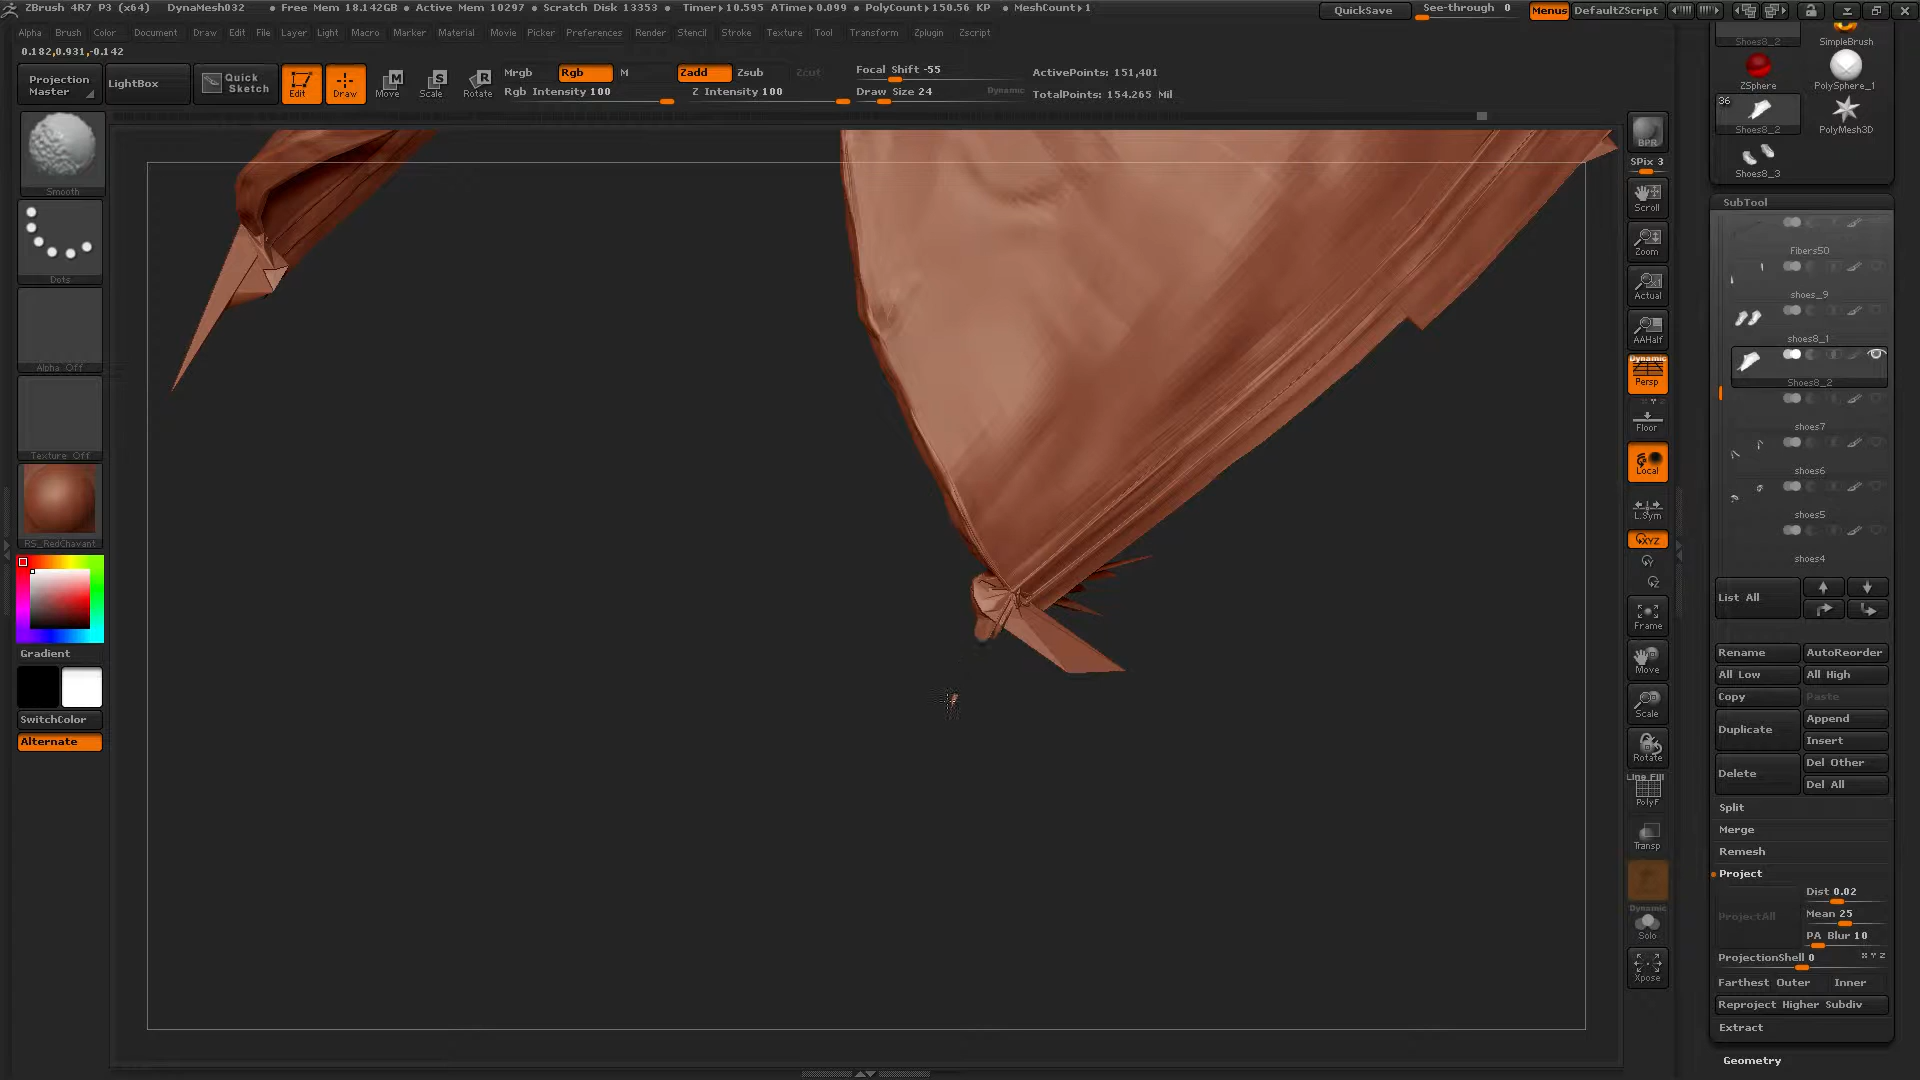 ZBrush 4R7 P3 (x64) DynaMesh032 • Free Mem 18.142GB • Active Mem 10297 • Scratch Disk 13353 • Timer▸10.595 ATime▸0.099 • PolyCount▸150.56 KP • MeshCount▸1
QuickSave
See-through 0
Menus
DefaultZScript
Alpha Brush Color Document Draw Edit File Layer Light Macro Marker Material Movie Picker Preferences Render Stencil Stroke Texture Tool Transform Zplugin Zscript
0.182,0.931,-0.142
Projection Master
LightBox
Quick Sketch
Edit
Draw
Move
Scale
Rotate
Mrgb Rgb M
Rgb Intensity 100
Zadd Zsub Zcut
Z Intensity 100
Focal Shift -55
Draw Size 24
Dynamic
ActivePoints: 151,401
TotalPoints: 154.265 Mil
Smooth
Dots
Alpha Off
Texture Off
RS_RedChavant
Gradient
SwitchColor
Alternate
BPR
SPix 3
Scroll
Zoom
Actual
AAHalf
Dynamic
Persp
Floor
Local
L.Sym
XYZ
Y
Z
Frame
Move
Scale
Rotate
Line Fill
PolyF
Transp
Dynamic
Solo
Xpose
Shoes8_2
SimpleBrush
ZSphere
PolySphere_1
36
Shoes8_2
PolyMesh3D
Shoes8_3
SubTool
Fibers50
shoes_9
shoes8_1
Shoes8_2
shoes7
shoes6
shoes5
shoes4
List All
Rename AutoReorder
All Low All High
Copy Paste
Duplicate Append
Insert
Delete Del Other
Del All
Split
Merge
Remesh
Project
Dist 0.02
ProjectAll Mean 25
PA Blur 10
ProjectionShell 0 X Y Z
Farthest Outer Inner
Reproject Higher Subdiv
Extract
Geometry